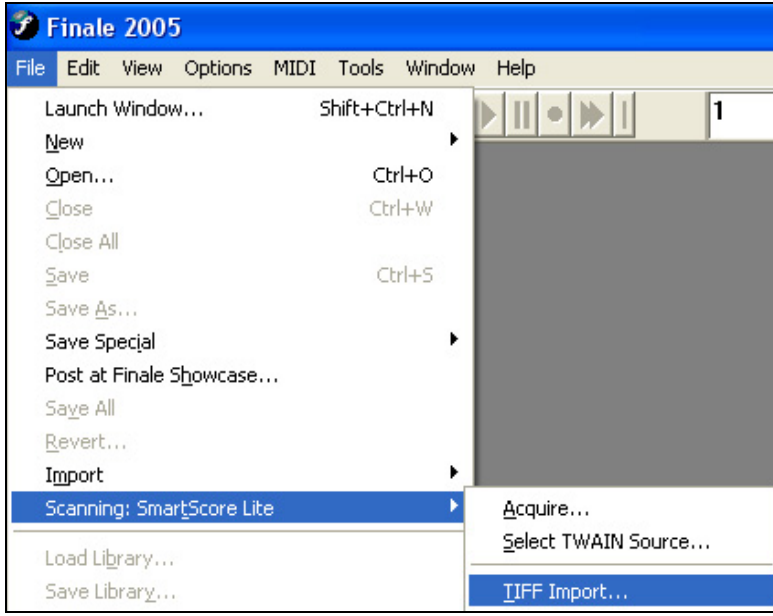 Finale 2005
File Edit View Options MIDI Tools Window Help
Launch Window... Shift+Ctrl+N
1
New
Open... Ctrl+O
Close Ctrl+W
Close All
Save Ctrl+S
Save As...
Save Special
Post at Finale Showcase...
Save All
Revert...
Import
Scanning: SmartScore Lite
Acquire...
Select TWAIN Source...
Load Library...
Save Library...
TIFF Import...